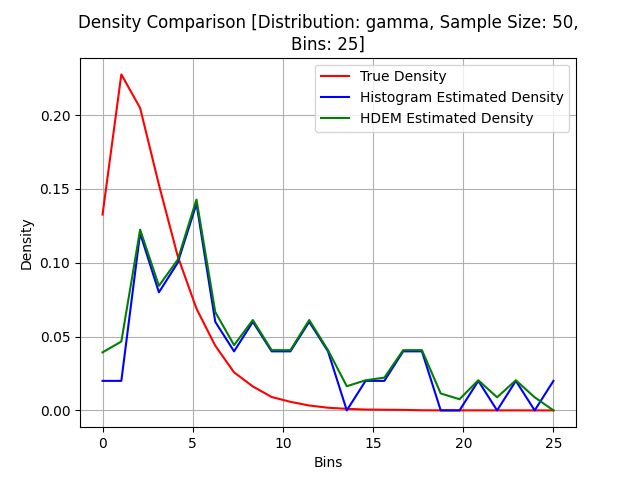 Density Comparison [Distribution: gamma, Sample Size: 50,
Bins: 25]
True Density
Histogram Estimated Density
HDEM Estimated Density
Density
0.20
0.15
0.10
0.05
0.00
0 5 10 15 20 25
Bins